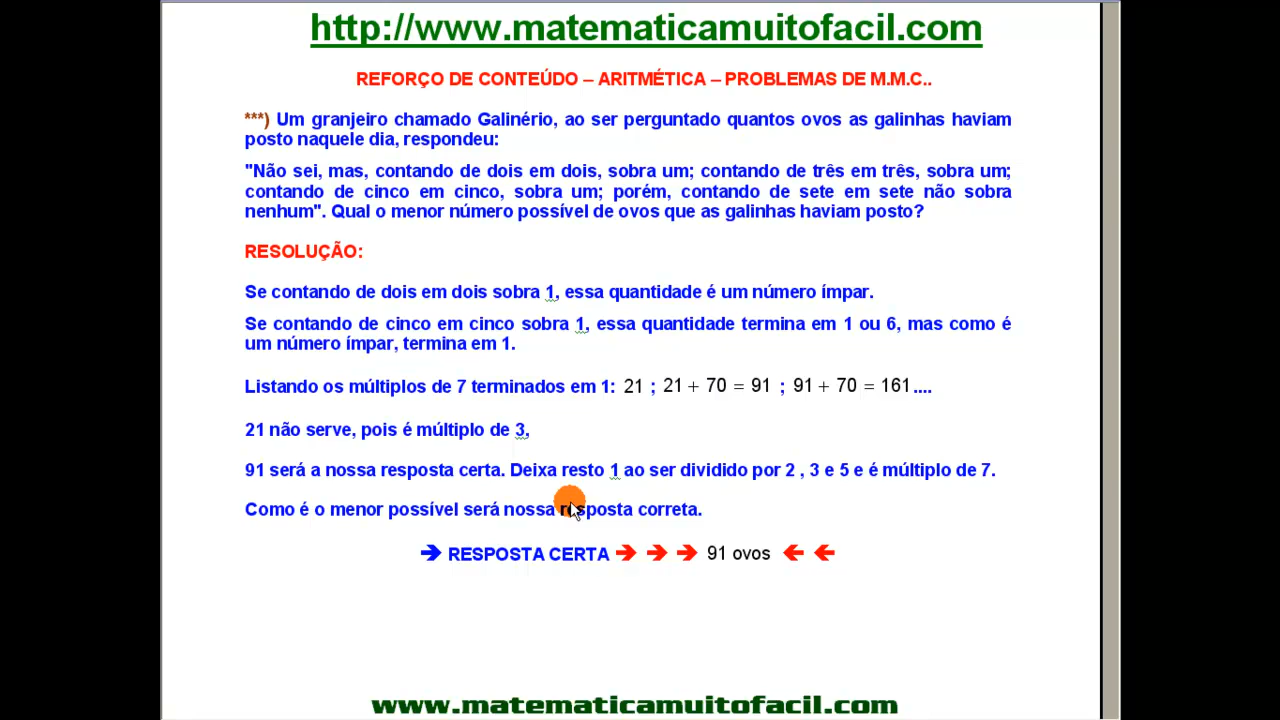 http://www.matematicamuitofacil.com
REFORÇO DE CONTEÚDO – ARITMÉTICA – PROBLEMAS DE M.M.C..
***) Um granjeiro chamado Galinério, ao ser perguntado quantos ovos as galinhas haviam
posto naquele dia, respondeu:
"Não sei, mas, contando de dois em dois, sobra um; contando de três em três, sobra um;
contando de cinco em cinco, sobra um; porém, contando de sete em sete não sobra
nenhum". Qual o menor número possível de ovos que as galinhas haviam posto?
RESOLUÇÃO:
Se contando de dois em dois sobra 1, essa quantidade é um número ímpar.
Se contando de cinco em cinco sobra 1, essa quantidade termina em 1 ou 6, mas como é
um número ímpar, termina em 1.
Listando os múltiplos de 7 terminados em 1: 21 ; 21 + 70 = 91 ; 91 + 70 = 161....
21 não serve, pois é múltiplo de 3,
91 será a nossa resposta certa. Deixa resto 1 ao ser dividido por 2 , 3 e 5 e é múltiplo de 7.
Como é o menor possível será nossa resposta correta.
➔ RESPOSTA CERTA ➔ ➔ ➔ 91 ovos 🡸 🡸
www.matematicamuitofacil.com